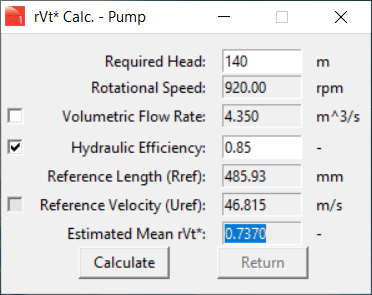 rVt* Calc. - Pump
Required Head: 140 m
Rotational Speed: 920.00 rpm
Volumetric Flow Rate: 4.350 m^3/s
Hydraulic Efficiency: 0.85 -
Reference Length (Rref): 485.93 mm
Reference Velocity (Uref): 46.815 m/s
Estimated Mean rVt*: 0.7370 -
Calculate Return